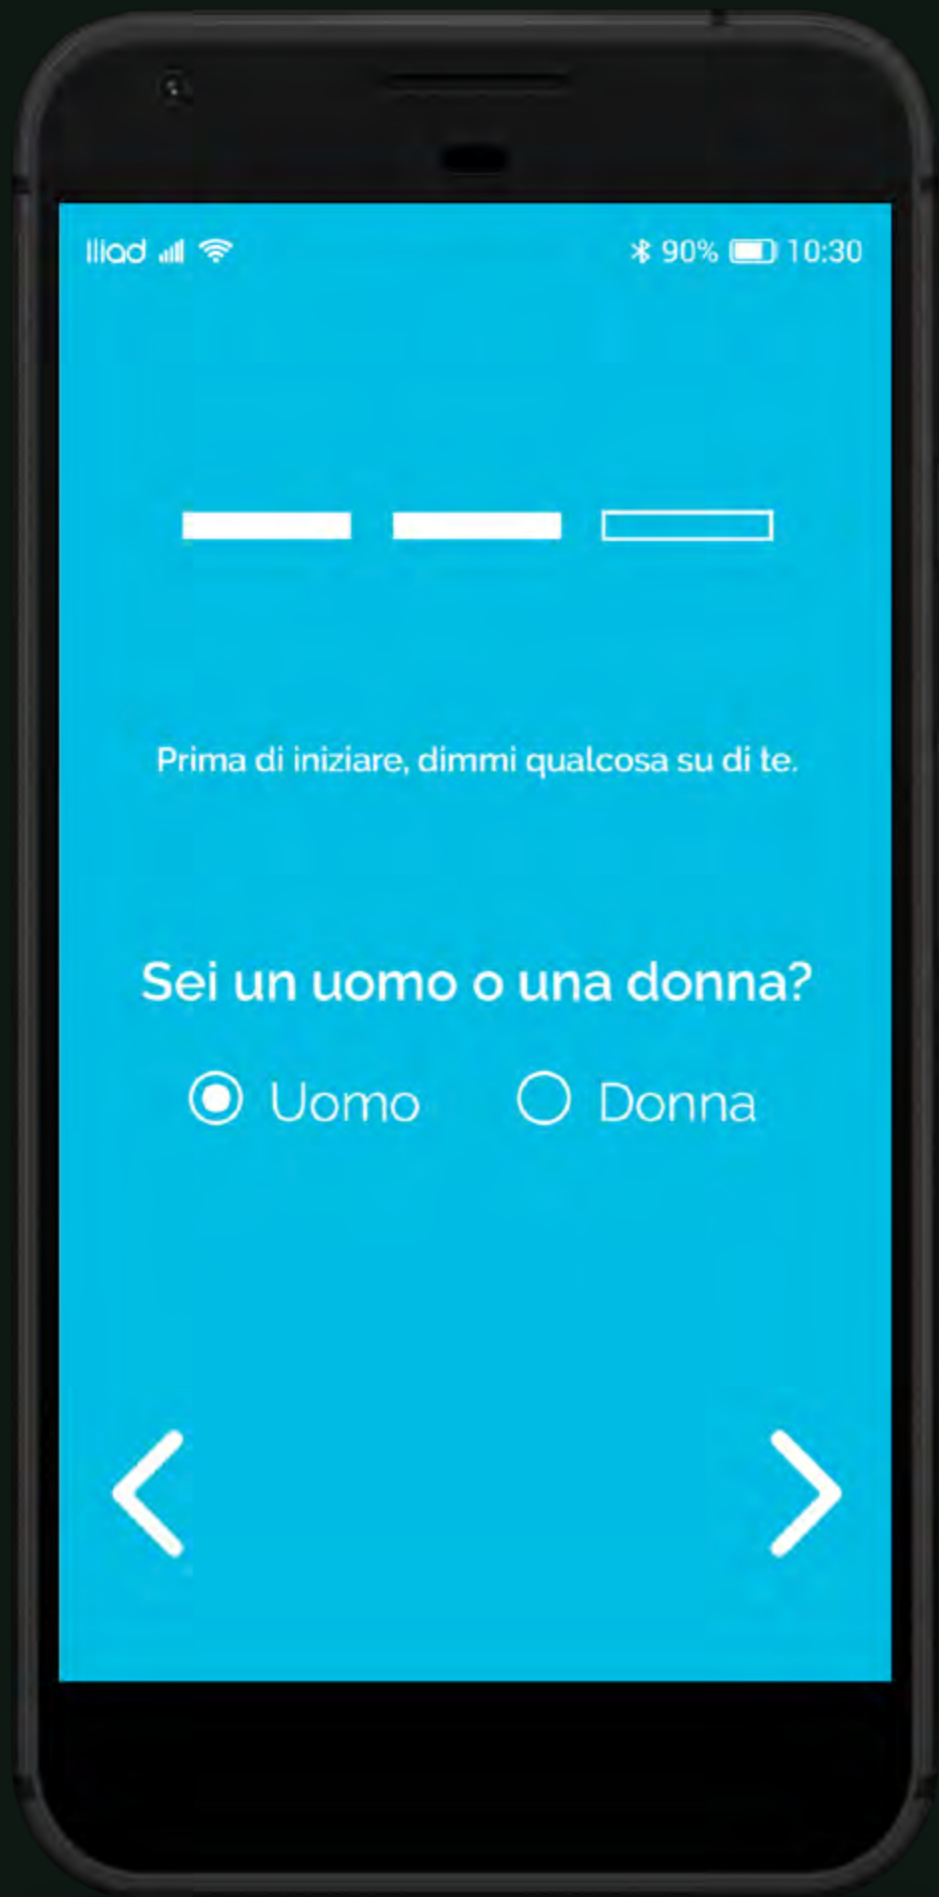 Iliad 90% 10:30
Prima di iniziare, dimmi qualcosa su di te.
Sei un uomo o una donna?
Uomo Donna